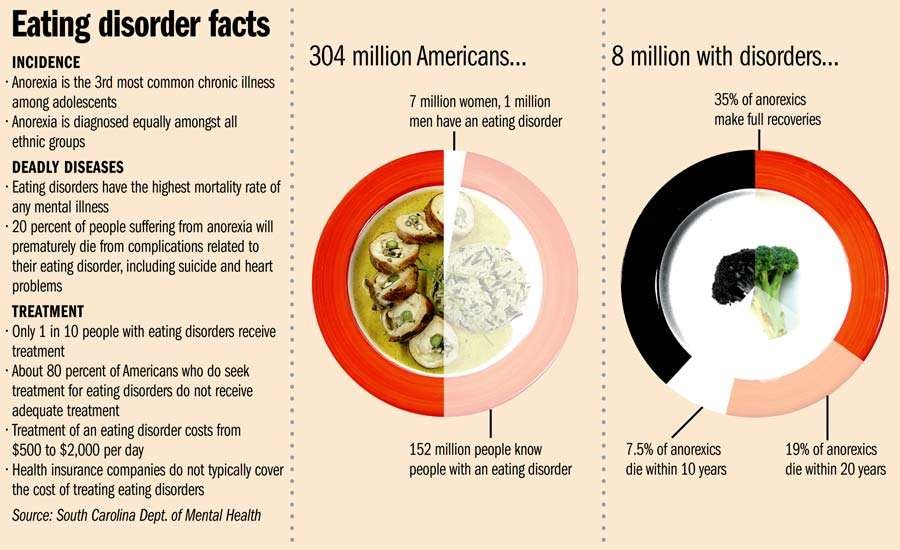 Eating disorder facts
INCIDENCE
· Anorexia is the 3rd most common chronic illness
among adolescents
· Anorexia is diagnosed equally amongst all
ethnic groups
DEADLY DISEASES
· Eating disorders have the highest mortality rate of
any mental illness
· 20 percent of people suffering from anorexia will
prematurely die from complications related to
their eating disorder, including suicide and heart
problems
TREATMENT
· Only 1 in 10 people with eating disorders receive
treatment
· About 80 percent of Americans who do seek
treatment for eating disorders do not receive
adequate treatment
· Treatment of an eating disorder costs from
$500 to $2,000 per day
· Health insurance companies do not typically cover
the cost of treating eating disorders
Source: South Carolina Dept. of Mental Health
304 million Americans...
7 million women, 1 million
men have an eating disorder
152 million people know
people with an eating disorder
8 million with disorders...
35% of anorexics
make full recoveries
7.5% of anorexics
die within 10 years
19% of anorexics
die within 20 years